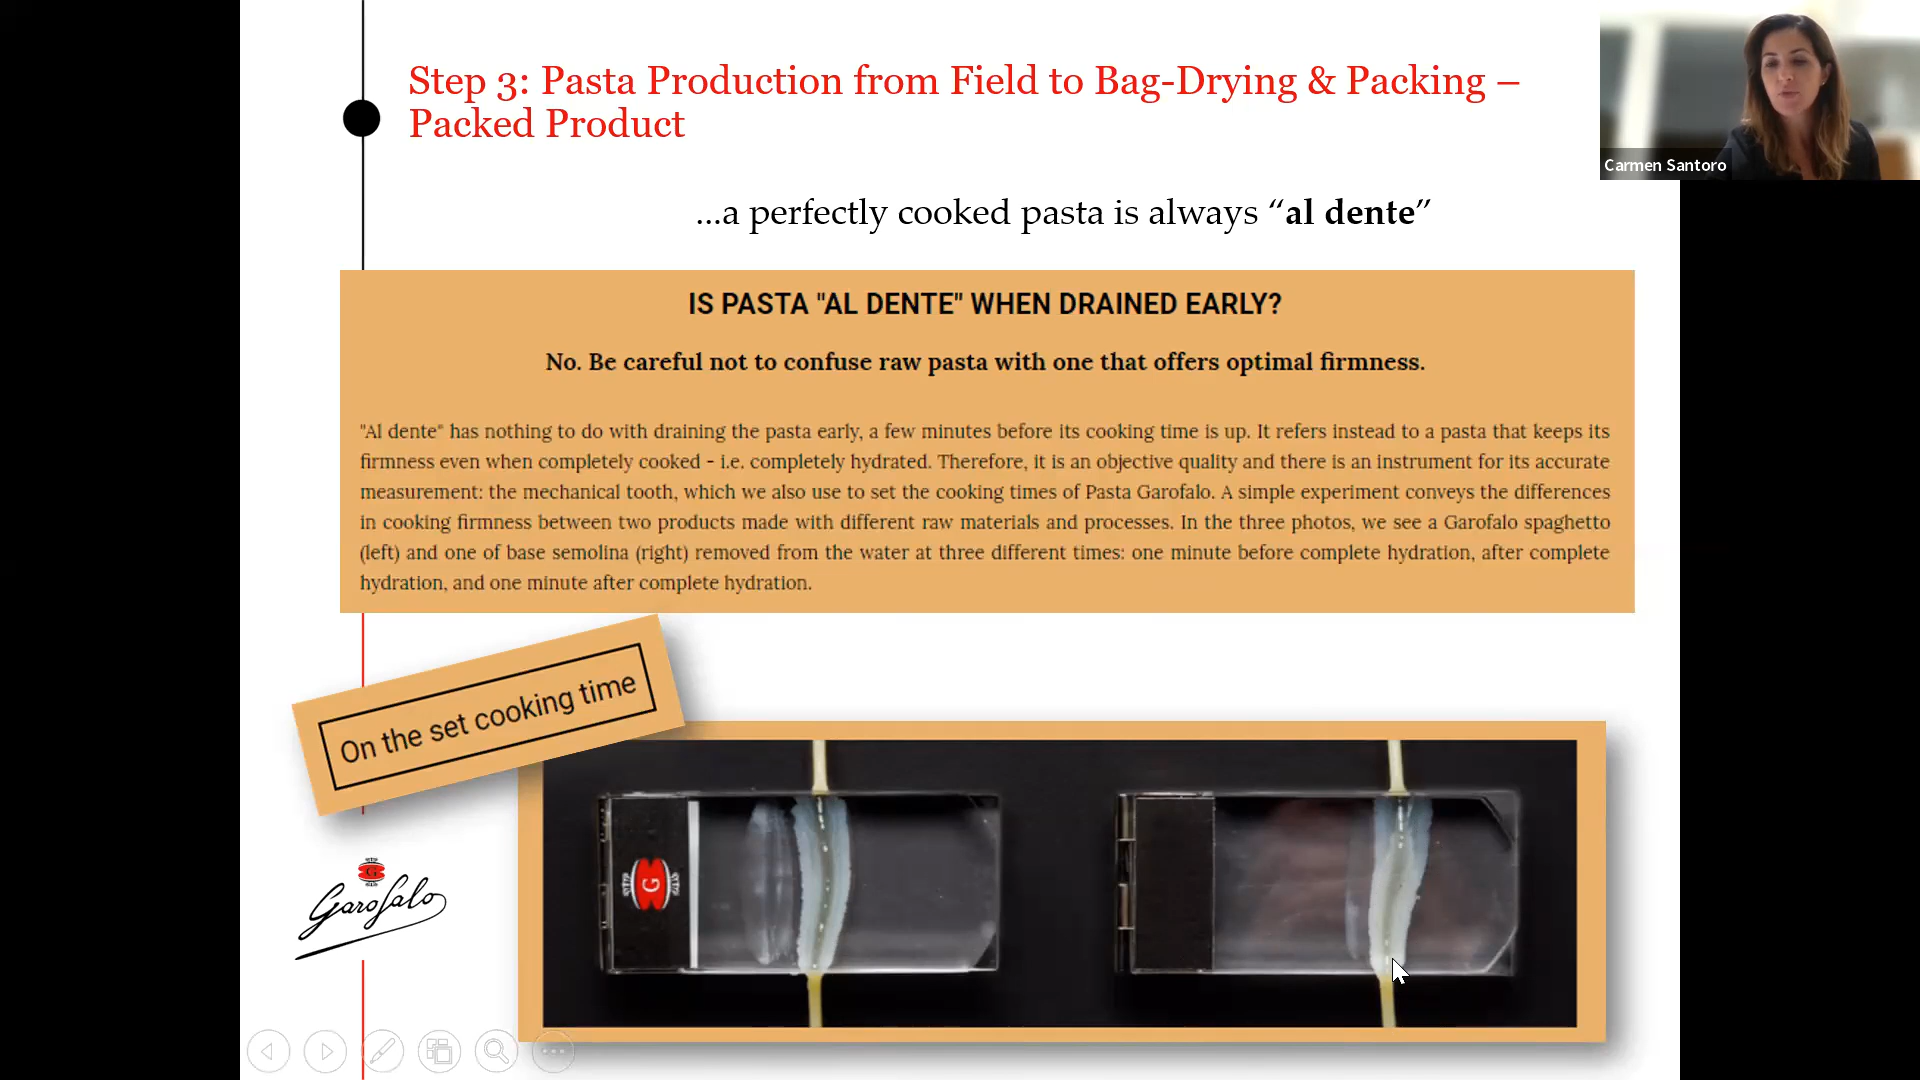 Step 3: Pasta Production from Field to Bag-Drying & Packing –
Packed Product
Carmen Santoro
...a perfectly cooked pasta is always “al dente”
IS PASTA "AL DENTE" WHEN DRAINED EARLY?
No. Be careful not to confuse raw pasta with one that offers optimal firmness.
"Al dente" has nothing to do with draining the pasta early, a few minutes before its cooking time is up. It refers instead to a pasta that keeps its
firmness even when completely cooked - i.e. completely hydrated. Therefore, it is an objective quality and there is an instrument for its accurate
measurement: the mechanical tooth, which we also use to set the cooking times of Pasta Garofalo. A simple experiment conveys the differences
in cooking firmness between two products made with different raw materials and processes. In the three photos, we see a Garofalo spaghetto
(left) and one of base semolina (right) removed from the water at three different times: one minute before complete hydration, after complete
hydration, and one minute after complete hydration.
On the set cooking time
G
G
Garofalo